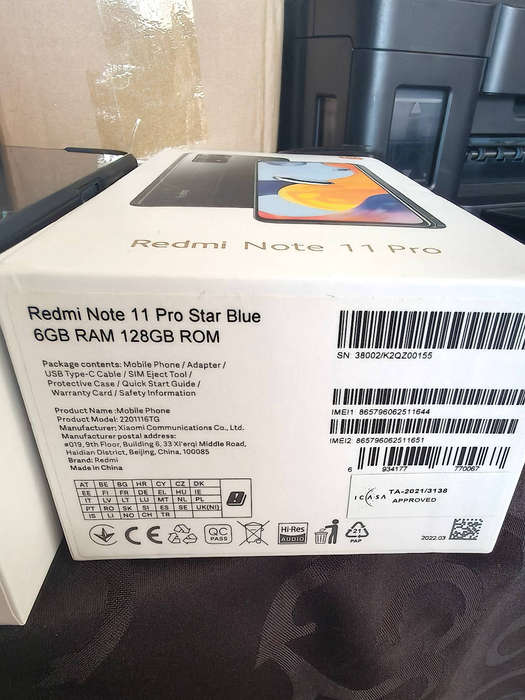 Redmi Note 11 Pro
Redmi Note 11 Pro Star Blue
6GB RAM 128GB ROM
Package contents: Mobile Phone / Adapter /
USB Type-C Cable / SIM Eject Tool /
Protective Case / Quick Start Guide /
Warranty Card / Safety Information
Product Name :Mobile Phone
Product Model: 2201116TG
Manufacturer: Xiaomi Communications Co., Ltd.
Manufacturer postal address:
#019, 9th Floor, Building 6, 33 Xi'erqi Middle Road,
Haidian District, Beijing, China, 100085
Brand: Redmi
Made in China
SN 38002/K2QZ00155
IMEI1 865796062511644
IMEI2 865796062511651
6 934177 770067
ICASA TA-2021/3138
APPROVED
AT BE BG HR CY CZ DK
EE FI FR DE EL HU IE
IT LV LT LU MT NL PL
PT RO SK SI ES SE UK(NI)
IS LI NO CH TR
CE
QC
PASS
Hi-Res
AUDIO
21
PAP
2022.03